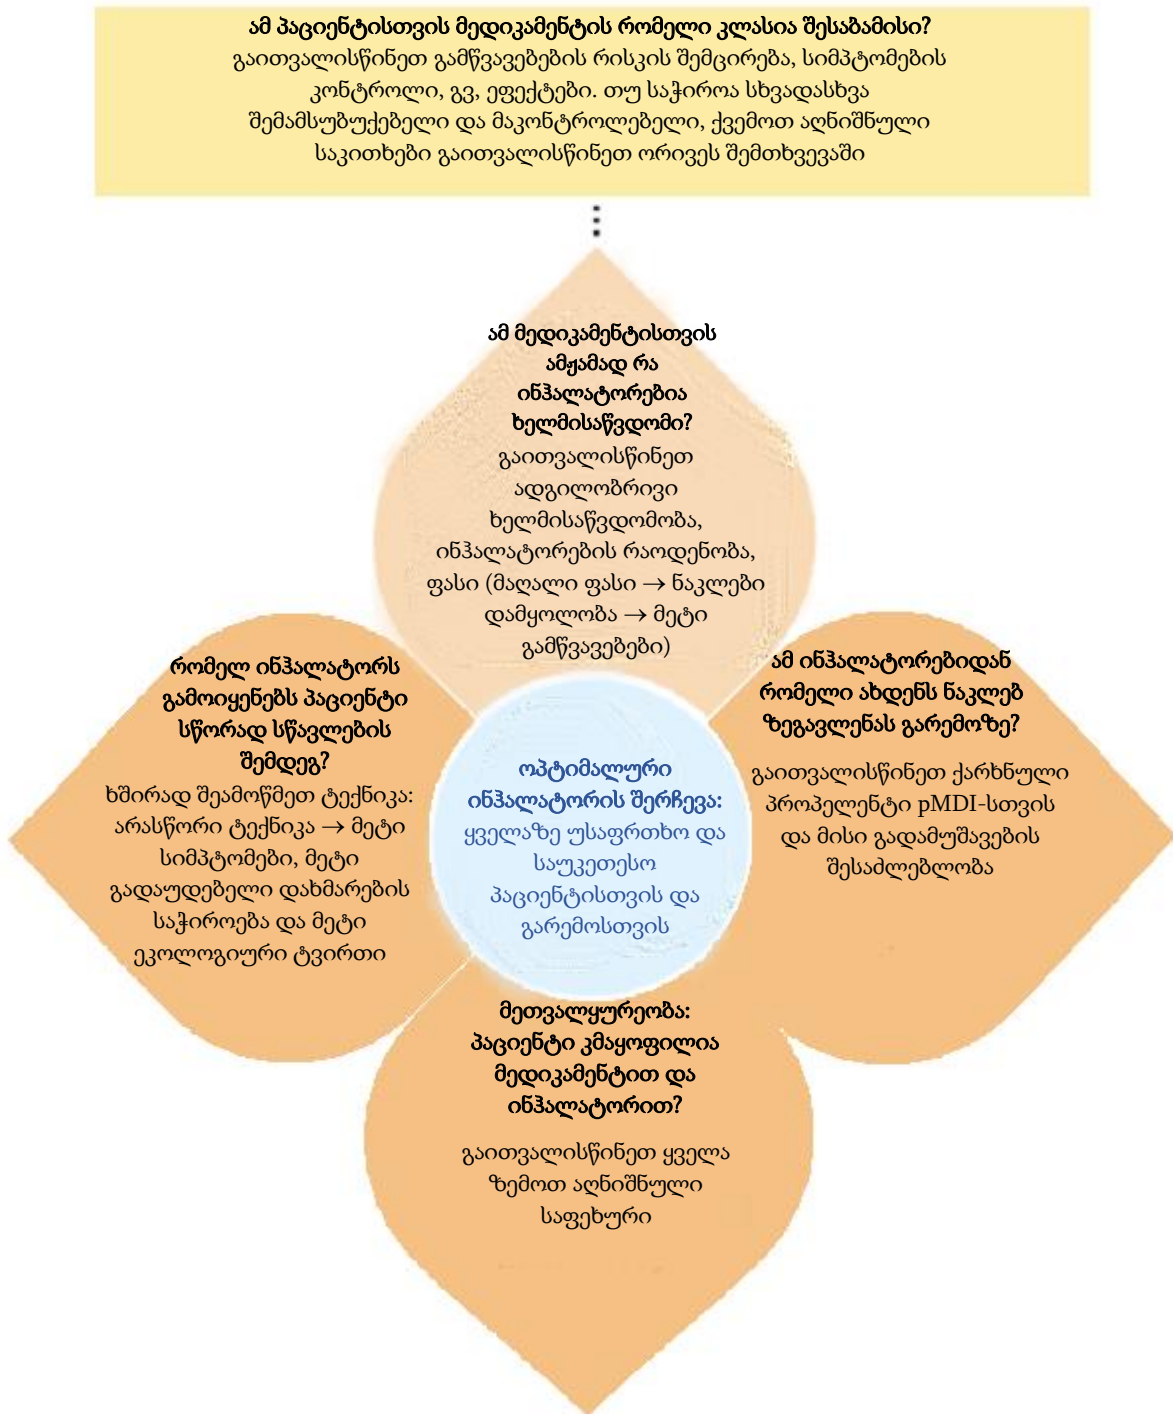 ამ პაციენტისთვის მედიკამენტის რომელი კლასია შესაბამისი?
გაითვალისწინეთ გამწვავებების რისკის შემცირება, სიმპტომების
კონტროლი, გვ, ეფექტები. თუ საჭიროა სხვადასხვა
შემამსუბუქებელი და მაკონტროლებელი, ქვემოთ აღნიშნული
საკითხები გაითვალისწინეთ ორივეს შემთხვევაში
ამ მედიკამენტისთვის
ამჟამად რა
ინჰალატორებია
ხელმისაწვდომი?
გაითვალისწინეთ
ადგილობრივი
ხელმისაწვდომობა,
ინჰალატორების რაოდენობა,
ფასი (მაღალი ფასი → ნაკლები
დამყოლობა → მეტი
გამწვავებები)
რომელ ინჰალატორს
გამოიყენებს პაციენტი
სწორად სწავლების
შემდეგ?
ხშირად შეამოწმეთ ტექნიკა:
არასწორი ტექნიკა → მეტი
სიმპტომები, მეტი
გადაუდებელი დახმარების
საჭიროება და მეტი
ეკოლოგიური ტვირთი
ოპტიმალური
ინჰალატორის შერჩევა:
ყველაზე უსაფრთხო და
საუკეთესო
პაციენტისთვის და
გარემოსთვის
ამ ინჰალატორებიდან
რომელი ახდენს ნაკლებ
ზეგავლენას გარემოზე?
გაითვალისწინეთ ქარხნული
პროპელენტი pMDI-სთვის
და მისი გადამუშავების
შესაძლებლობა
მეთვალყურეობა:
პაციენტი კმაყოფილია
მედიკამენტით და
ინჰალატორით?
გაითვალისწინეთ ყველა
ზემოთ აღნიშნული
საფეხური